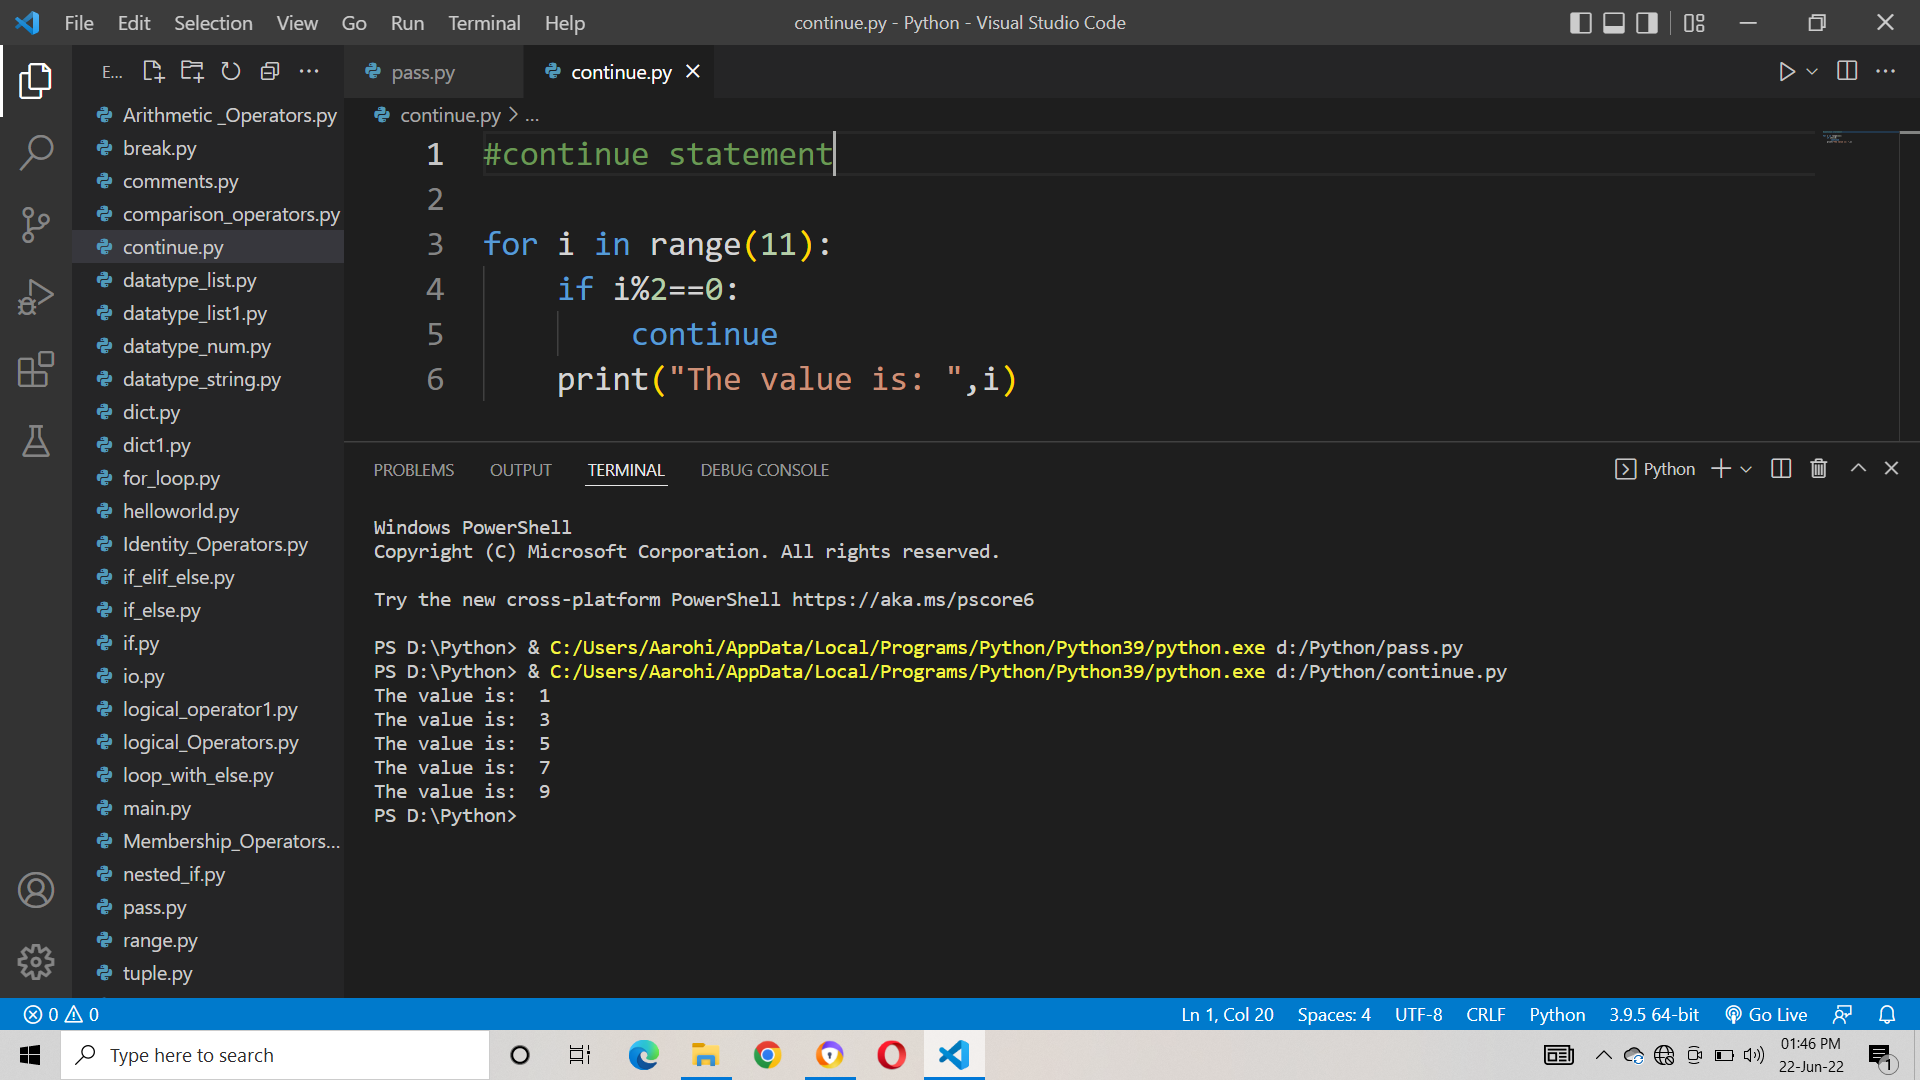 File Edit Selection View Go Run Terminal Help continue.py - Python - Visual Studio Code
E... pass.py continue.py
continue.py > ...
Arithmetic _Operators.py
break.py
comments.py
comparison_operators.py
continue.py
datatype_list.py
datatype_list1.py
datatype_num.py
datatype_string.py
dict.py
dict1.py
for_loop.py
helloworld.py
Identity_Operators.py
if_elif_else.py
if_else.py
if.py
io.py
logical_operator1.py
logical_Operators.py
loop_with_else.py
main.py
Membership_Operators...
nested_if.py
pass.py
range.py
tuple.py
1 #continue statement
2
3 for i in range(11):
4     if i%2==0:
5         continue
6     print("The value is: ",i)
PROBLEMS OUTPUT TERMINAL DEBUG CONSOLE Python
Windows PowerShell
Copyright (C) Microsoft Corporation. All rights reserved.
Try the new cross-platform PowerShell https://aka.ms/pscore6
PS D:\Python> & C:/Users/Aarohi/AppData/Local/Programs/Python/Python39/python.exe d:/Python/pass.py
PS D:\Python> & C:/Users/Aarohi/AppData/Local/Programs/Python/Python39/python.exe d:/Python/continue.py
The value is:  1
The value is:  3
The value is:  5
The value is:  7
The value is:  9
PS D:\Python>
0 0 Ln 1, Col 20 Spaces: 4 UTF-8 CRLF Python 3.9.5 64-bit Go Live
Type here to search
01:46 PM
22-Jun-22
1